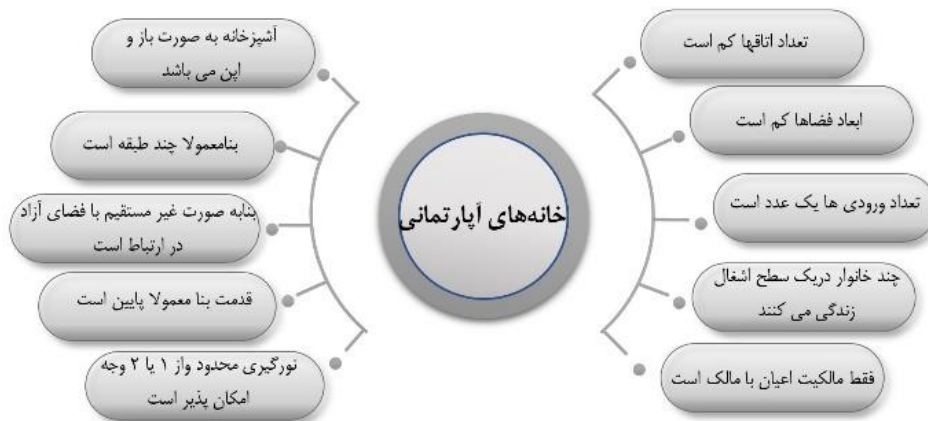 خانه‌های آپارتمانی
تعداد اتاقها کم است
ابعاد فضاها کم است
تعداد ورودی ها یک عدد است
چند خانوار دریک سطح اشغال
زندگی می کنند
فقط مالکیت اعیان با مالک است
آشپزخانه به صورت باز و
اپن می باشد
بنامعمولا چند طبقه است
بنابه صورت غیر مستقیم با فضای آزاد
در ارتباط است
قدمت بنا معمولا پایین است
نورگیری محدود واز ۱ یا ۲ وجه
امکان پذیر است